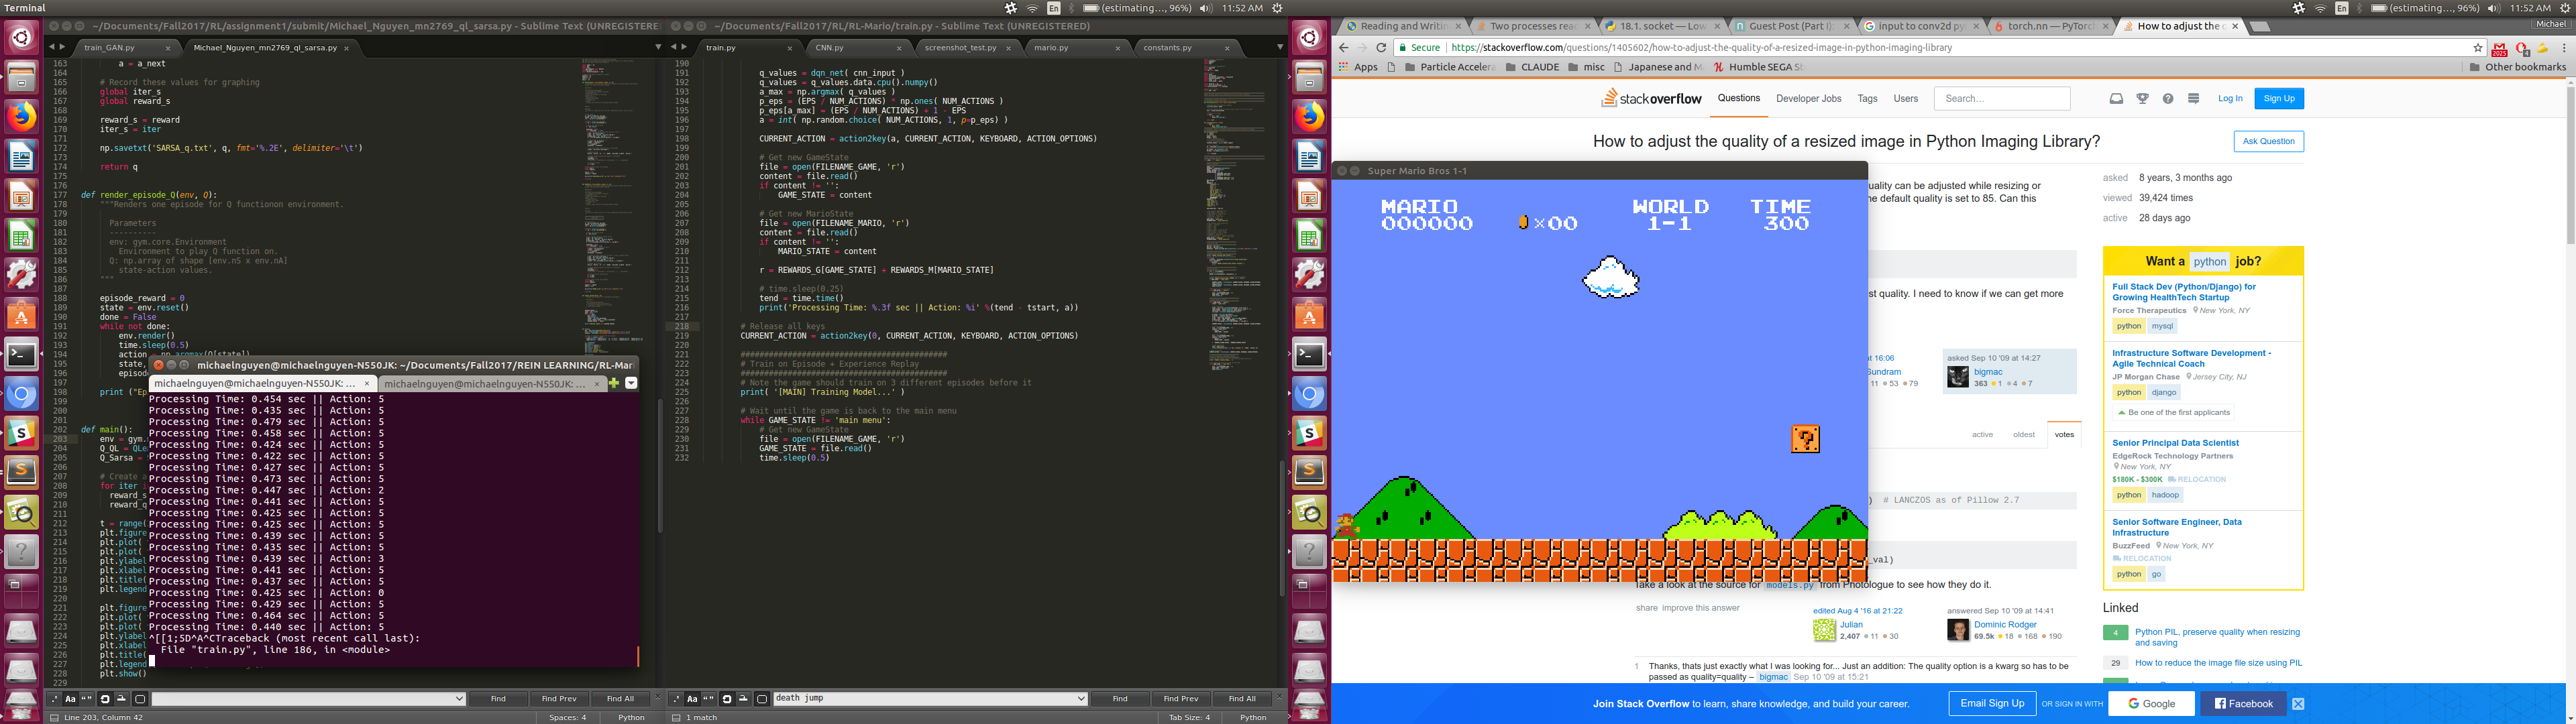 Terminal
En
(estimating..., 96%)
11:52 AM
~/Documents/Fall2017/RL/assignment1/submit/Michael_Nguyen_mn2769_ql_sarsa.py - Sublime Text (UNREGISTERED)
train_GAN.py
Michael_Nguyen_mn2769_ql_sarsa.py
163 a = a_next
164
165 # Record these values for graphing
166 global iter_s
167 global reward_s
168
169 reward_s = reward
170 iter_s = iter
171
172 np.savetxt('SARSA_q.txt', q, fmt='%.2E', delimiter='\t')
173
174 return q
175
176
177 def render_episode_Q(env, Q):
178 """Renders one episode for Q functionon environment.
179
180 Parameters
181 ----------
182 env: gym.core.Environment
183 Environment to play Q function on.
184 Q: np.array of shape [env.nS x env.nA]
185 state-action values.
186 """
187
188 episode_reward = 0
189 state = env.reset()
190 done = False
191 while not done:
192 env.render()
193 time.sleep(0.5)
194 action = np.argmax(Q[state])
195 state,
196 episod
197
198 print ("Ep
199
200
201
202 def main():
203 env = gym.
204 Q_QL = QLea
205 Q_Sarsa =
206
207 # Create a
208 for iter i
209 reward_s
210 reward_q
211
212 t = range(
213 plt.figure
214 plt.plot(
215 plt.plot(
216 plt.ylabel
217 plt.xlabel
218 plt.title(
219 plt.legend
220
221 plt.figure
222 plt.plot(
223 plt.plot(
224 plt.ylabel
225 plt.xlabel
226 plt.title(
227 plt.legend
228 plt.show()
229
michaelnguyen@michaelnguyen-N550JK: ~/Documents/Fall2017/REIN LEARNING/RL-Mari
michaelnguyen@michaelnguyen-N550JK: ...
michaelnguyen@michaelnguyen-N550JK: ...
Processing Time: 0.454 sec || Action: 5
Processing Time: 0.435 sec || Action: 5
Processing Time: 0.479 sec || Action: 5
Processing Time: 0.458 sec || Action: 5
Processing Time: 0.424 sec || Action: 5
Processing Time: 0.422 sec || Action: 5
Processing Time: 0.427 sec || Action: 5
Processing Time: 0.473 sec || Action: 5
Processing Time: 0.447 sec || Action: 2
Processing Time: 0.441 sec || Action: 5
Processing Time: 0.425 sec || Action: 5
Processing Time: 0.425 sec || Action: 5
Processing Time: 0.439 sec || Action: 5
Processing Time: 0.435 sec || Action: 5
Processing Time: 0.439 sec || Action: 3
Processing Time: 0.441 sec || Action: 5
Processing Time: 0.437 sec || Action: 5
Processing Time: 0.425 sec || Action: 0
Processing Time: 0.429 sec || Action: 5
Processing Time: 0.464 sec || Action: 5
Processing Time: 0.440 sec || Action: 5
^[[1;5D^A^CTraceback (most recent call last):
File "train.py", line 186, in <module>
Find
Find Prev
Find All
Line 203, Column 42
Spaces: 4
Python
~/Documents/Fall2017/RL/RL-Mario/train.py - Sublime Text (UNREGISTERED)
train.py
CNN.py
screenshot_test.py
mario.py
constants.py
190
191 q_values = dqn_net( cnn_input )
192 q_values = q_values.data.cpu().numpy()
193 a_max = np.argmax( q_values )
194 p_eps = (EPS / NUM_ACTIONS) * np.ones( NUM_ACTIONS )
195 p_eps[a_max] = (EPS / NUM_ACTIONS) + 1 - EPS
196 a = int( np.random.choice( NUM_ACTIONS, 1, p=p_eps) )
197
198 CURRENT_ACTION = action2key(a, CURRENT_ACTION, KEYBOARD, ACTION_OPTIONS)
199
200 # Get new GameState
201 file = open(FILENAME_GAME, 'r')
202 content = file.read()
203 if content != '':
204 GAME_STATE = content
205
206 # Get new MarioState
207 file = open(FILENAME_MARIO, 'r')
208 content = file.read()
209 if content != '':
210 MARIO_STATE = content
211
212 r = REWARDS_G[GAME_STATE] + REWARDS_M[MARIO_STATE]
213
214 # time.sleep(0.25)
215 tend = time.time()
216 print('Processing Time: %.3f sec || Action: %i' %(tend - tstart, a))
217
218 # Release all keys
219 CURRENT_ACTION = action2key(0, CURRENT_ACTION, KEYBOARD, ACTION_OPTIONS)
220
221 ############################################
222 # Train on Episode + Experience Replay
223 ############################################
224 # Note the game should train on 3 different episodes before it
225 print( '[MAIN] Training Model...' )
226
227 # Wait until the game is back to the main menu
228 while GAME_STATE != 'main menu':
229 # Get new GameState
230 file = open(FILENAME_GAME, 'r')
231 GAME_STATE = file.read()
232 time.sleep(0.5)
death jump
Find
Find Prev
Find All
1 match
Tab Size: 4
Python
En
(estimating..., 96%)
11:52 AM
Reading and Writin
Two processes rea
18.1. socket — Low
Guest Post (Part I):
input to conv2d py
torch.nn — PyTorc
How to adjust the q
Michael
Secure
https://stackoverflow.com/questions/1405602/how-to-adjust-the-quality-of-a-resized-image-in-python-imaging-library
Apps
Particle Accelera
CLAUDE
misc
Japanese and M
Humble SEGA S
Other bookmarks
stackoverflow
Questions
Developer Jobs
Tags
Users
Search...
Log In
Sign Up
How to adjust the quality of a resized image in Python Imaging Library?
Ask Question
Super Mario Bros 1-1
MARIO
000000
×00
WORLD
1-1
TIME
300
?
uality can be adjusted while resizing or
he default quality is set to 85. Can this
st quality. I need to know if we can get more
at 16:06
Sundram
11 53 79
asked Sep 10 '09 at 14:27
bigmac
363 1 4 7
active
oldest
votes
) # LANCZOS as of Pillow 2.7
_val)
Take a look at the source for models.py from Photologue to see how they do it.
share improve this answer
edited Aug 4 '16 at 21:22
Julian
2,407 11 30
answered Sep 10 '09 at 14:41
Dominic Rodger
69.5k 18 168 190
1 Thanks, thats just exactly what I was looking for... Just an addition: The quality option is a kwarg so has to be
passed as quality=quality – bigmac Sep 10 '09 at 15:21
asked 8 years, 3 months ago
viewed 39,424 times
active 28 days ago
Want a python job?
Full Stack Dev (Python/Django) for
Growing HealthTech Startup
Force Therapeutics New York, NY
python mysql
Infrastructure Software Development -
Agile Technical Coach
JP Morgan Chase Jersey City, NJ
python django
Be one of the first applicants
Senior Principal Data Scientist
EdgeRock Technology Partners
New York, NY
$180K - $300K RELOCATION
python hadoop
Senior Software Engineer, Data
Infrastructure
BuzzFeed New York, NY
RELOCATION
python go
Linked
4 Python PIL, preserve quality when resizing
and saving
29 How to reduce the image file size using PIL
Join Stack Overflow to learn, share knowledge, and build your career.
Email Sign Up
OR SIGN IN WITH
Google
Facebook